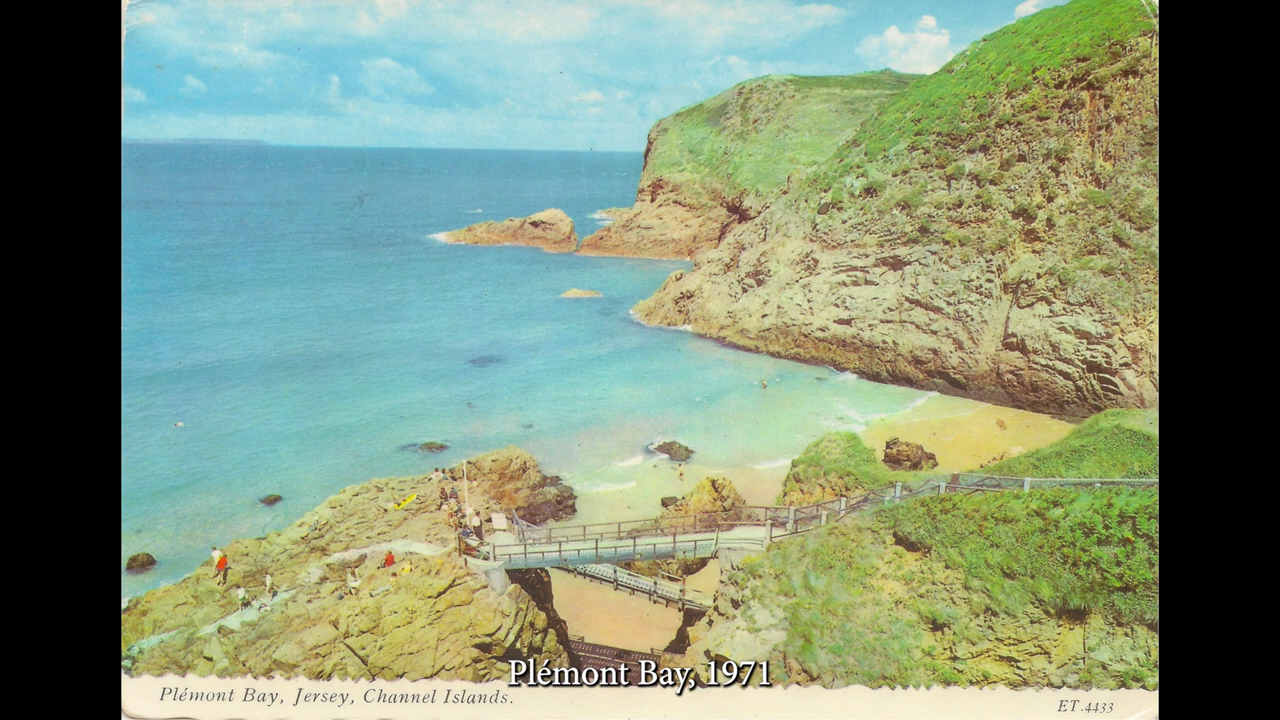 Plémont Bay, 1971
Plémont Bay, Jersey, Channel Islands.
ET.4433